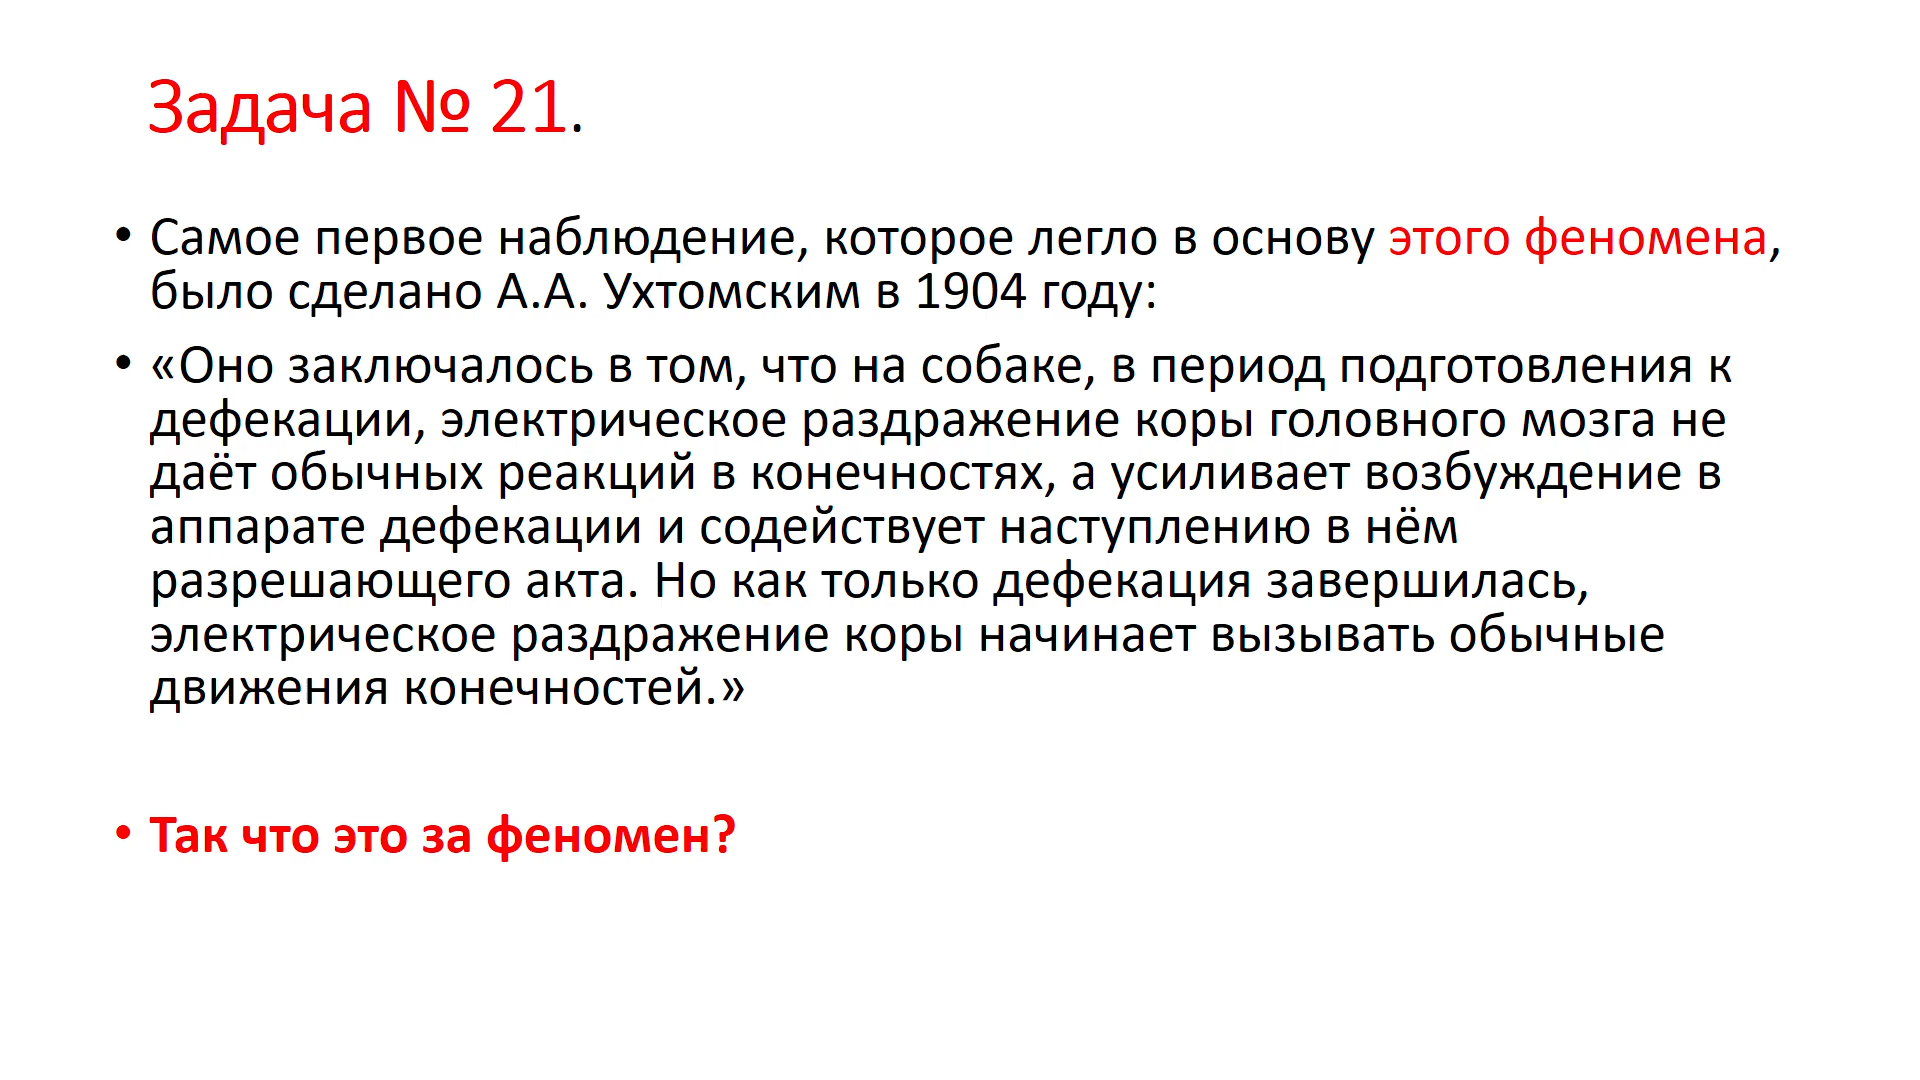 Задача № 21.
• Самое первое наблюдение, которое легло в основу этого феномена,
было сделано А.А. Ухтомским в 1904 году:
• «Оно заключалось в том, что на собаке, в период подготовления к
дефекации, электрическое раздражение коры головного мозга не
даёт обычных реакций в конечностях, а усиливает возбуждение в
аппарате дефекации и содействует наступлению в нём
разрешающего акта. Но как только дефекация завершилась,
электрическое раздражение коры начинает вызывать обычные
движения конечностей.»
• Так что это за феномен?